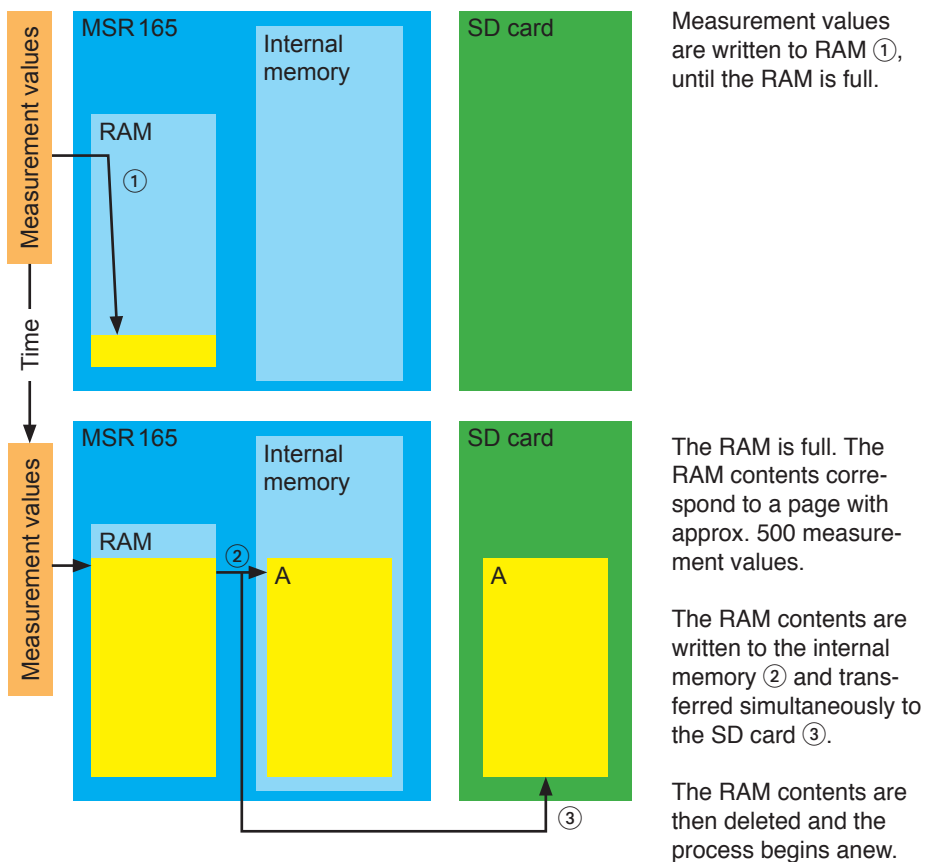 Measurement values
MSR 165
RAM
①
Internal
memory
SD card
Measurement values
are written to RAM ①,
until the RAM is full.
Time
Measurement values
MSR 165
RAM
②
Internal
memory
A
SD card
A
③
The RAM is full. The
RAM contents corre-
spond to a page with
approx. 500 measure-
ment values.
The RAM contents are
written to the internal
memory ② and trans-
ferred simultaneously to
the SD card ③.
The RAM contents are
then deleted and the
process begins anew.